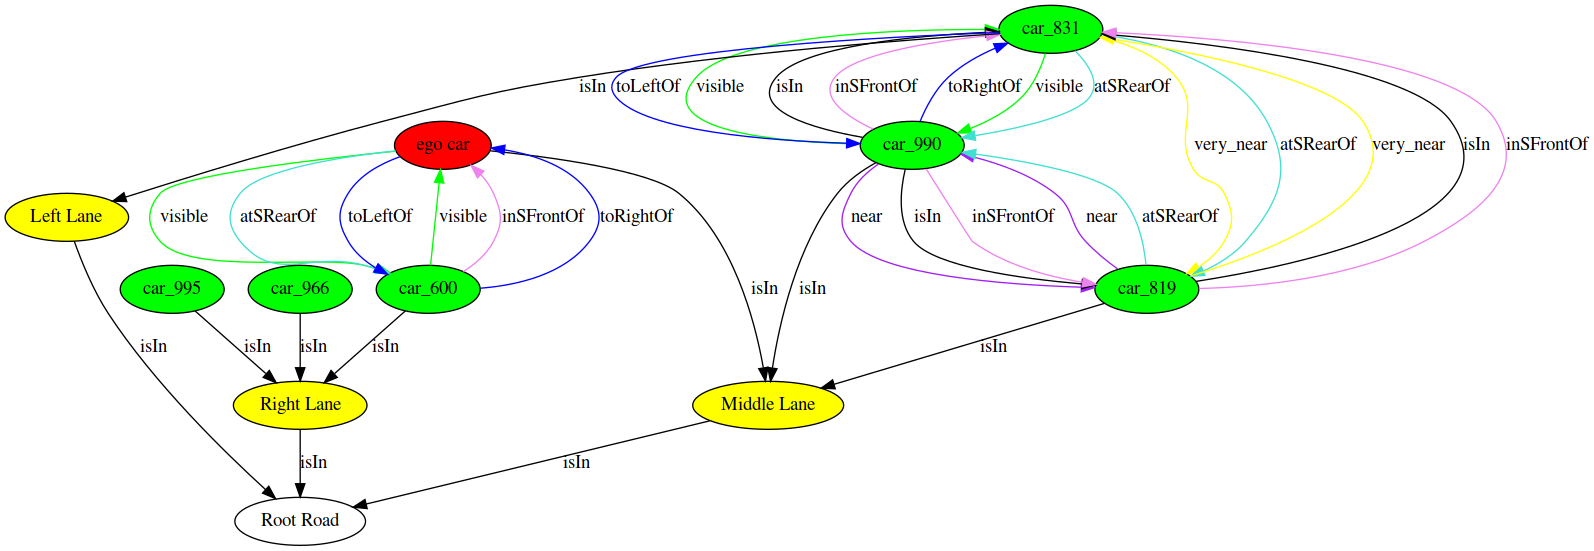 car_831
isIn
toLeftOf
visible
isIn
inSFrontOf
toRightOf
visible
atSRearOf
ego car
car_990
very_near
atSRearOf
very_near
isIn
inSFrontOf
Left Lane
visible
atSRearOf
toLeftOf
visible
inSFrontOf
toRightOf
near
isIn
inSFrontOf
near
atSRearOf
car_995
car_966
car_600
isIn
isIn
car_819
isIn
isIn
isIn
isIn
isIn
Right Lane
Middle Lane
isIn
isIn
Root Road